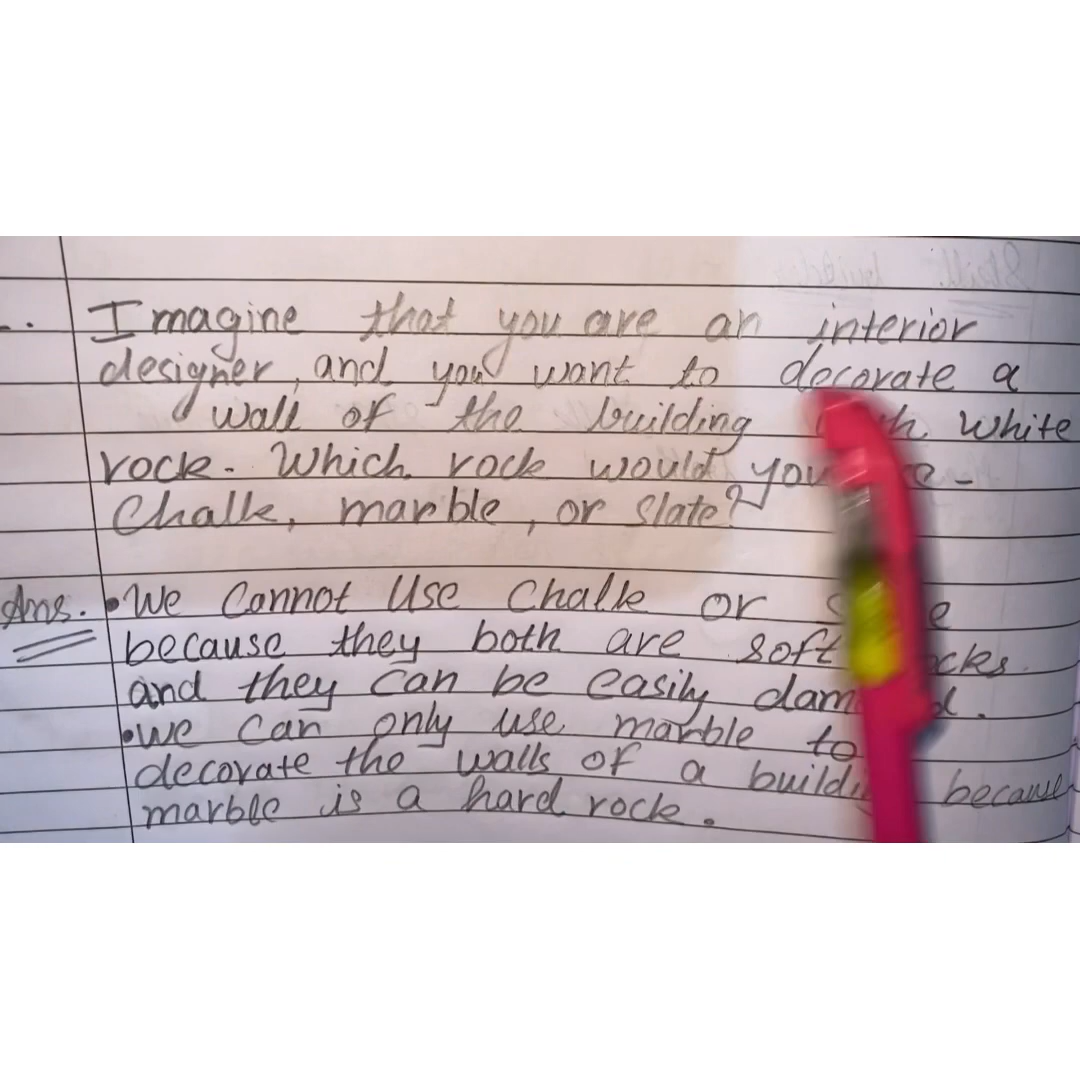 Imagine that you are an interior
designer, and you want to decorate a
wall of the building white
rock. Which rock would you
Chalk, marble, or Slate?
Ans. •We Cannot Use Chalk or
because they both are soft
and they can be easily
•we can only use marble to
decorate the walls of a because
marble is a hard rock.